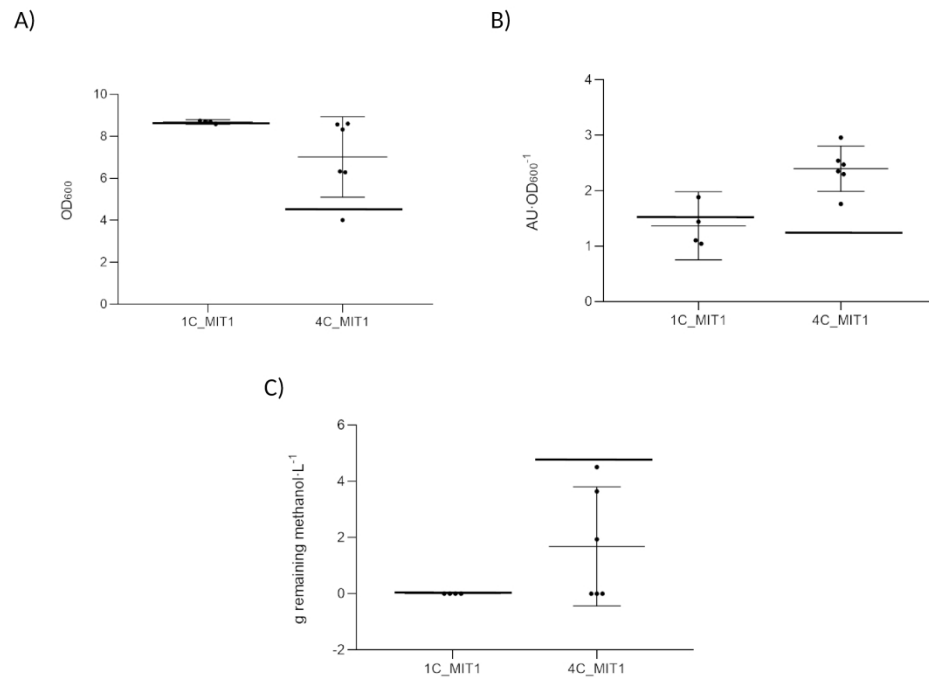 A)
10
8
6
4
2
0
OD600
1C_MIT1
4C_MIT1
B)
4
3
2
1
0
AU·OD600-1
1C_MIT1
4C_MIT1
C)
6
4
2
0
-2
g remaining methanol·L-1
1C_MIT1
4C_MIT1